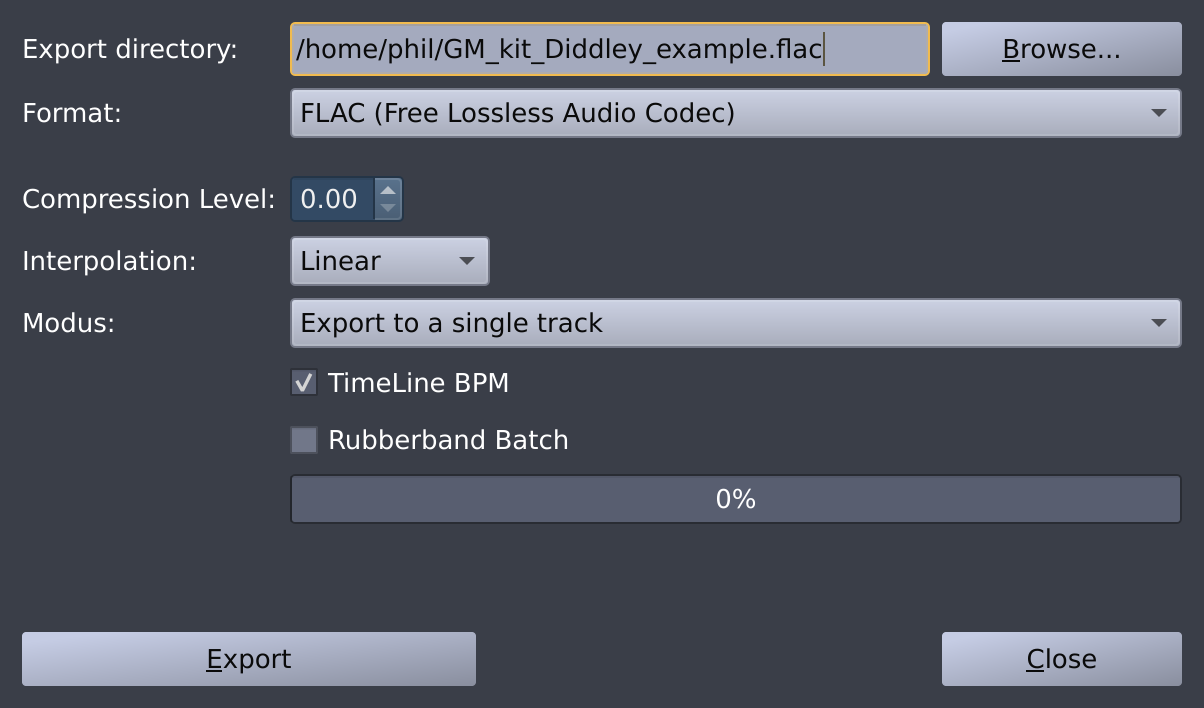 Export directory: /home/phil/GM_kit_Diddley_example.flac Browse...
Format: FLAC (Free Lossless Audio Codec)
Compression Level: 0.00
Interpolation: Linear
Modus: Export to a single track
TimeLine BPM
Rubberband Batch
0%
Export Close